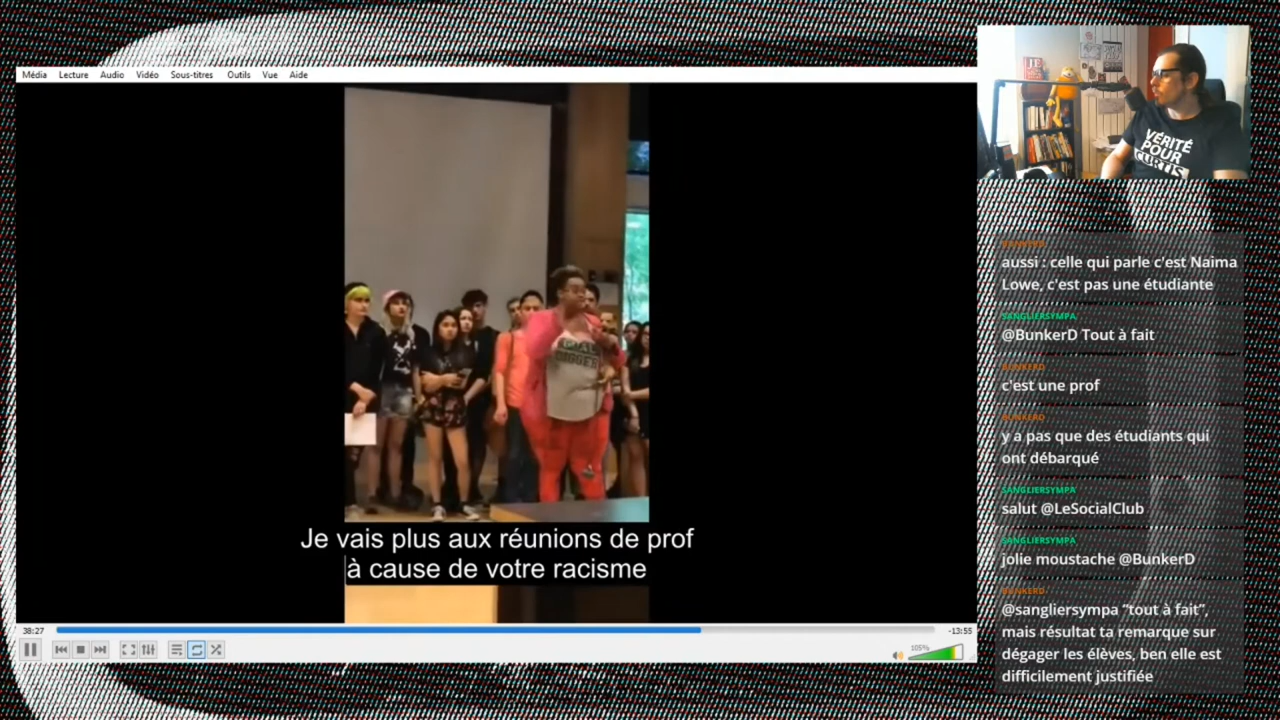 Média Lecture Audio Vidéo Sous-titres Outils Vue Aide
JE
VÉRITÉ
POUR
CURTIS
BUNKERD
aussi : celle qui parle c'est Naima
Lowe, c'est pas une étudiante
SANGLIERSYMPA
@BunkerD Tout à fait
BUNKERD
c'est une prof
BUNKERD
y a pas que des étudiants qui
ont débarqué
SANGLIERSYMPA
salut @LeSocialClub
SANGLIERSYMPA
jolie moustache @BunkerD
BUNKERD
@sangliersympa “tout à fait”,
mais résultat ta remarque sur
dégager les élèves, ben elle est
difficilement justifiée
Je vais plus aux réunions de prof
à cause de votre racisme
38:27
-13:55
105%